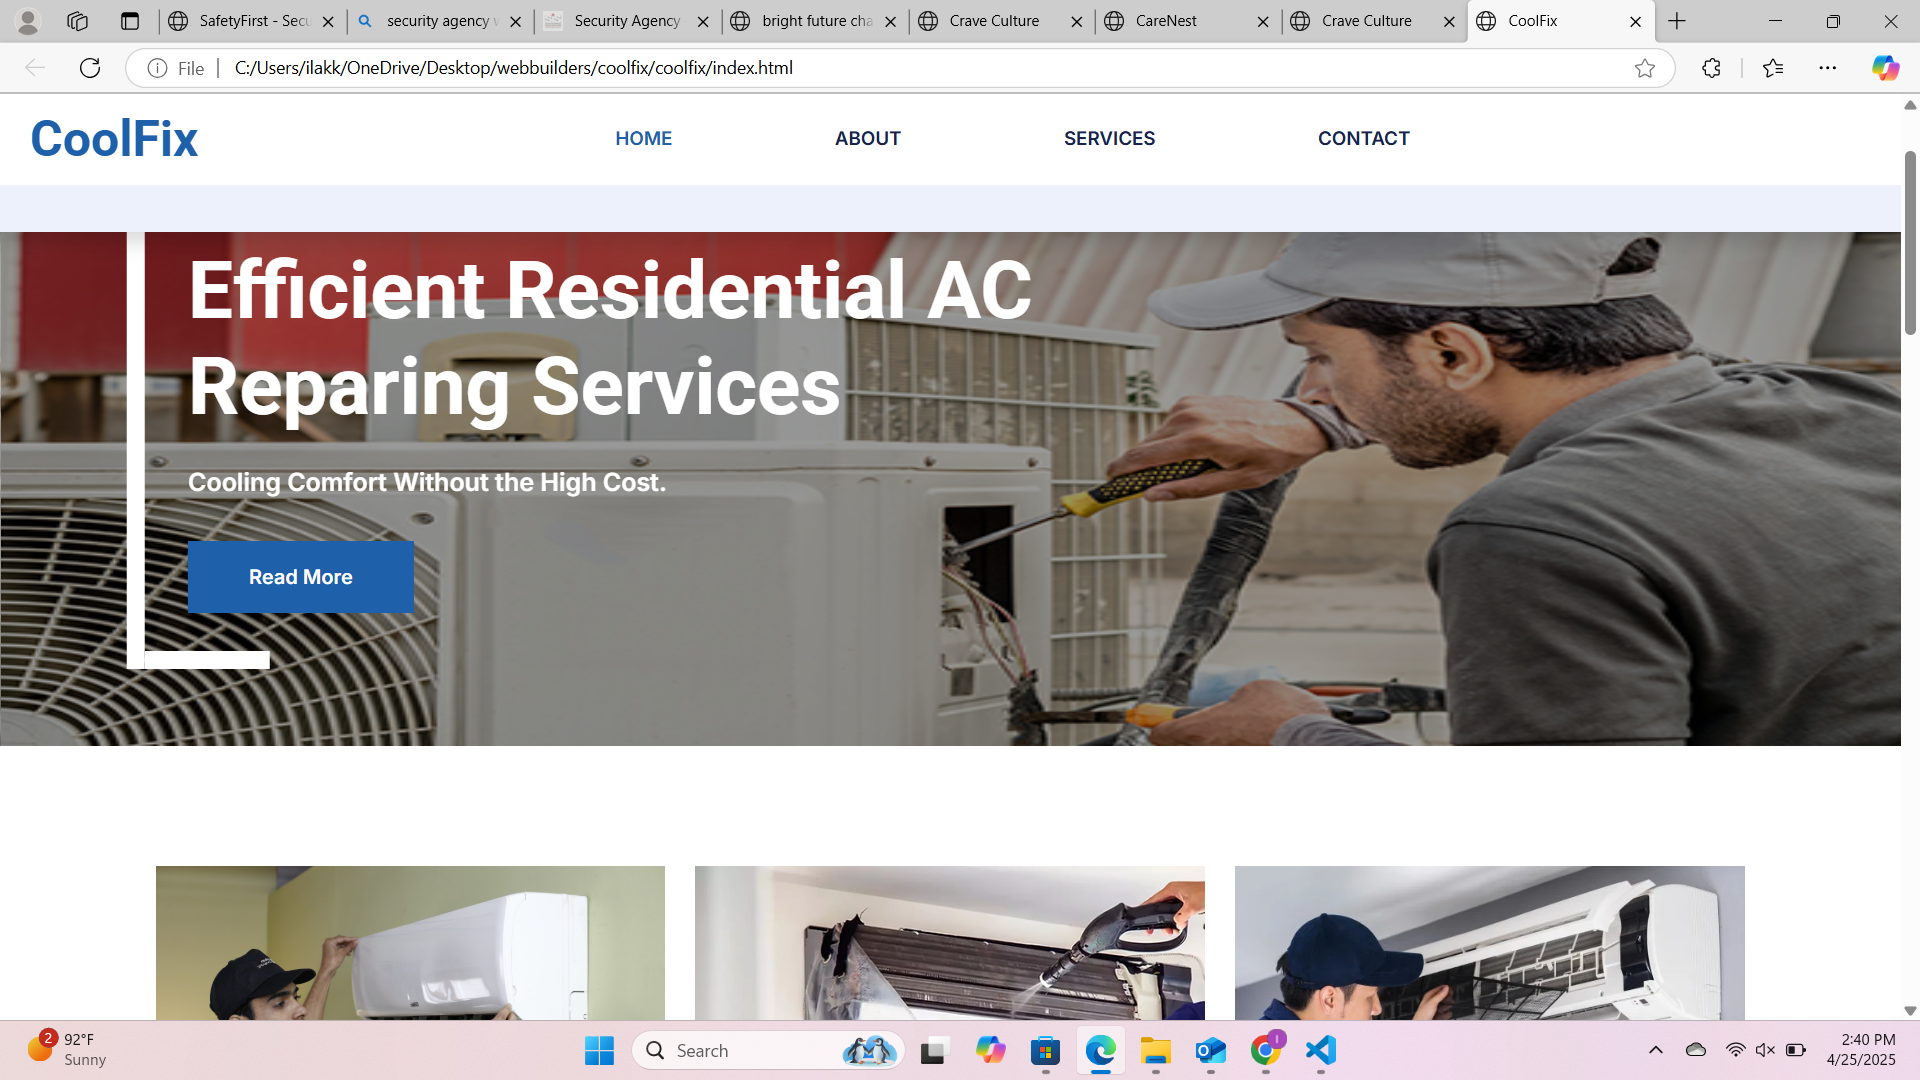 SafetyFirst - Secu
security agency w
Security Agency
bright future cha
Crave Culture
CareNest
Crave Culture
CoolFix
File
C:/Users/ilakk/OneDrive/Desktop/webbuilders/coolfix/coolfix/index.html
CoolFix
HOME
ABOUT
SERVICES
CONTACT
Efficient Residential AC
Reparing Services
Cooling Comfort Without the High Cost.
Read More
2
92°F
Sunny
Search
I
2:40 PM
4/25/2025